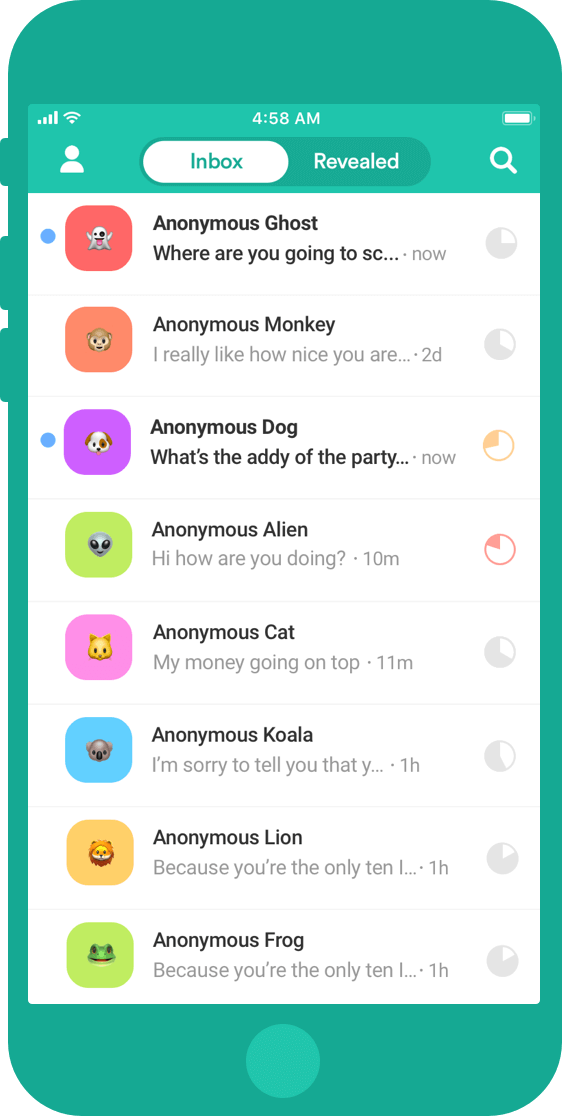 4:58 AM
Inbox Revealed
Anonymous Ghost
Where are you going to sc... · now
Anonymous Monkey
I really like how nice you are... · 2d
Anonymous Dog
What's the addy of the party... · now
Anonymous Alien
Hi how are you doing? · 10m
Anonymous Cat
My money going on top · 11m
Anonymous Koala
I'm sorry to tell you that y... · 1h
Anonymous Lion
Because you're the only ten l... · 1h
Anonymous Frog
Because you're the only ten l... · 1h